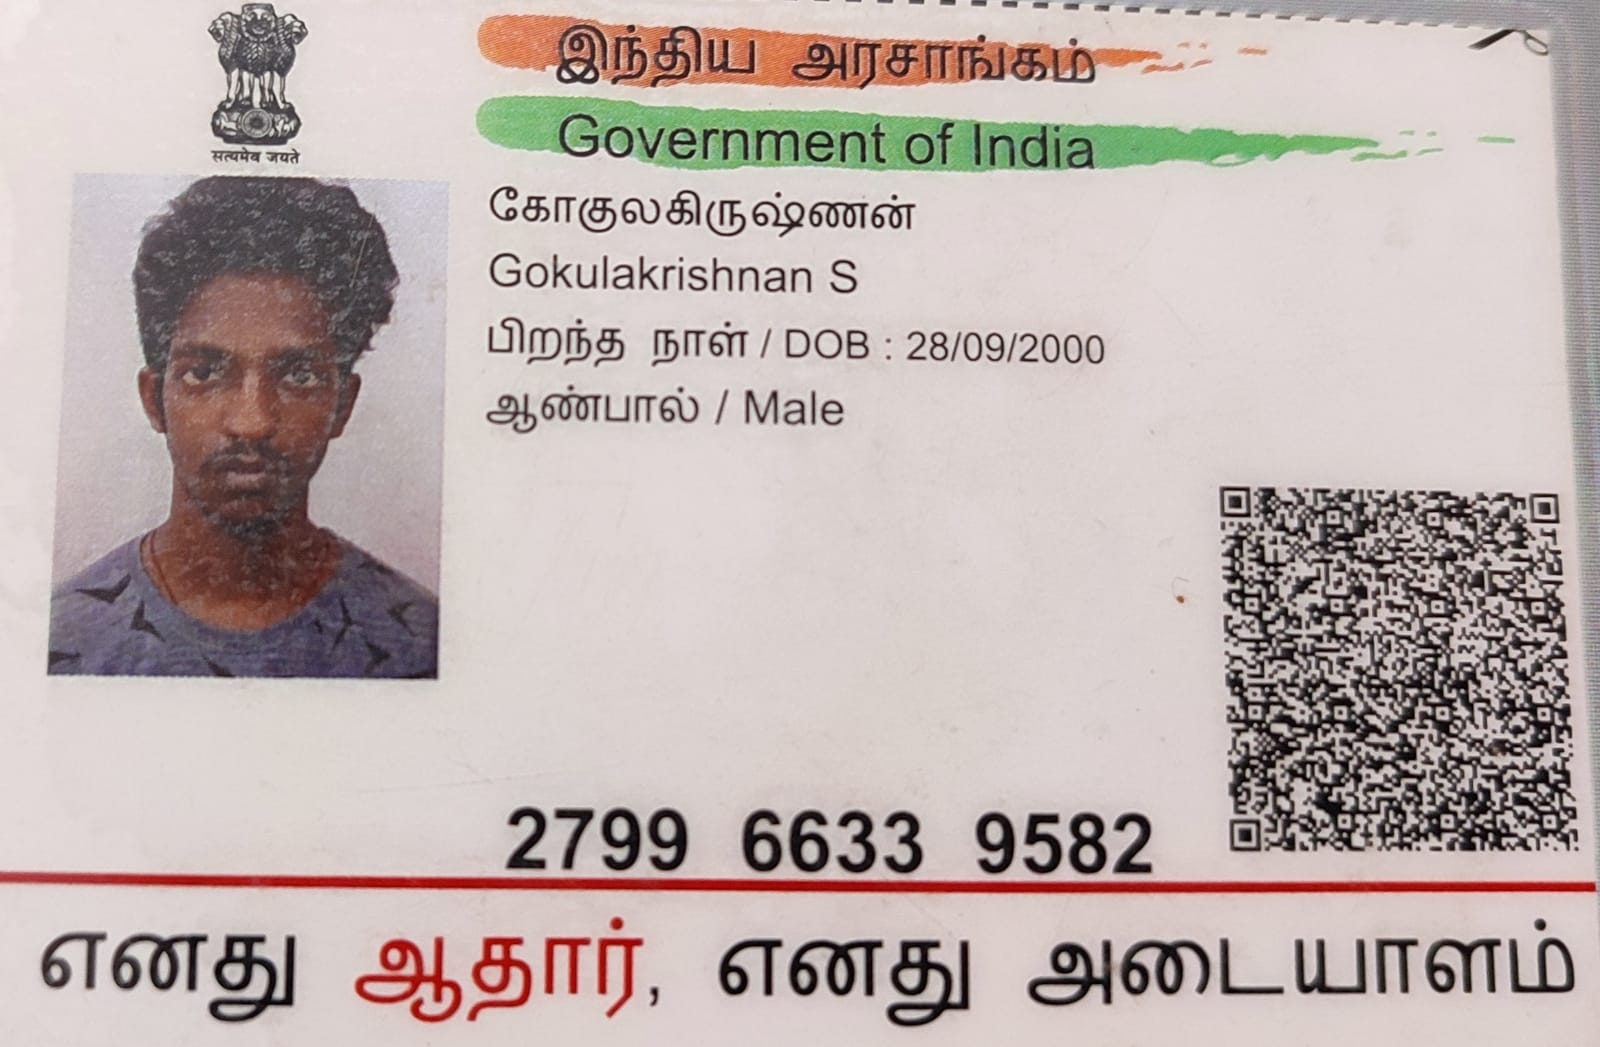 सत्यमेव जयते
இந்திய அரசாங்கம்
Government of India
கோகுலகிருஷ்ணன்
Gokulakrishnan S
பிறந்த நாள் / DOB : 28/09/2000
ஆண்பால் / Male
2799 6633 9582
எனது ஆதார், எனது அடையாளம்